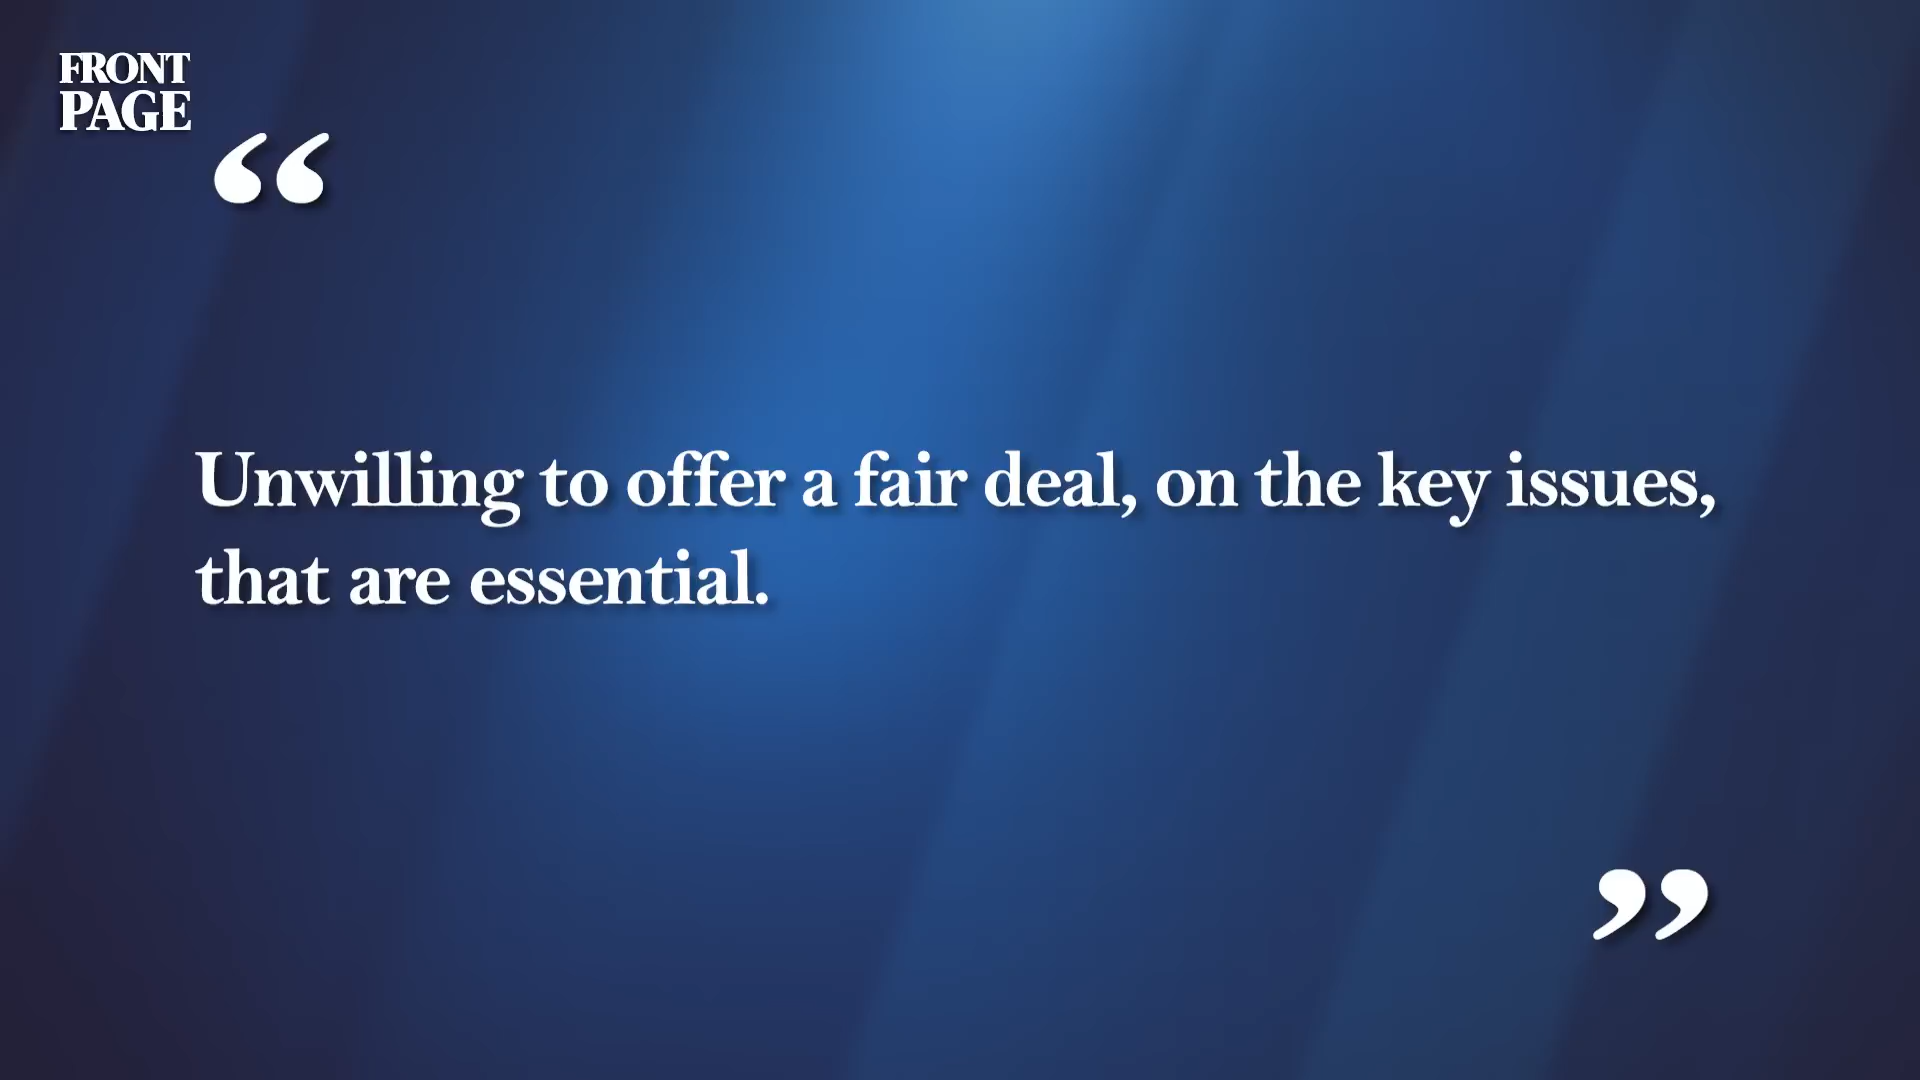 FRONT
PAGE
“
Unwilling to offer a fair deal, on the key issues,
that are essential.
”